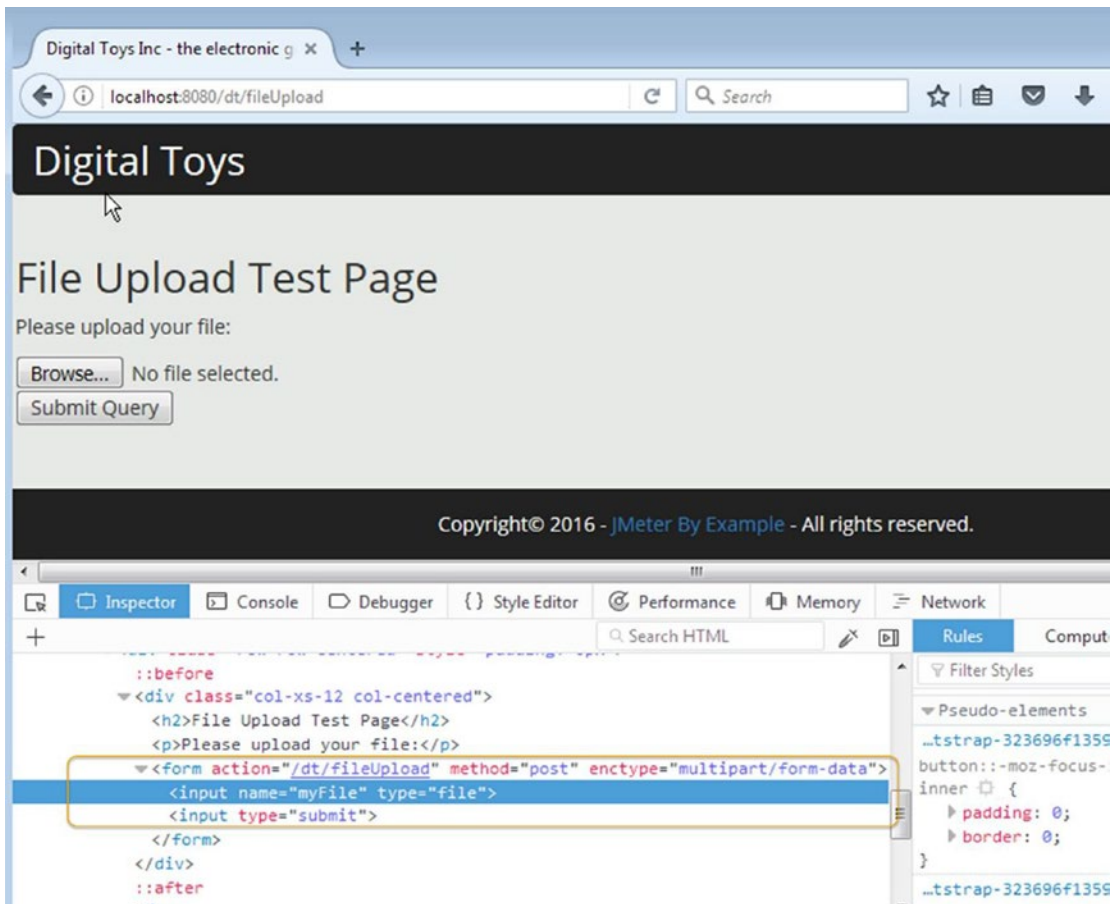 Digital Toys Inc - the electronic g
localhost:8080/dt/fileUpload
Search
Digital Toys
File Upload Test Page
Please upload your file:
Browse... No file selected.
Submit Query
Copyright© 2016 - JMeter By Example - All rights reserved.
Inspector Console Debugger {} Style Editor Performance Memory Network
+ Search HTML Rules Comput
::before
<div class="col-xs-12 col-centered">
<h2>File Upload Test Page</h2>
<p>Please upload your file:</p>
<form action="/dt/fileUpload" method="post" enctype="multipart/form-data">
<input name="myFile" type="file">
<input type="submit">
</form>
</div>
::after
Filter Styles
Pseudo-elements
…tstrap-323696f1359
button::-moz-focus-
inner {
padding: 0;
border: 0;
}
…tstrap-323696f1359